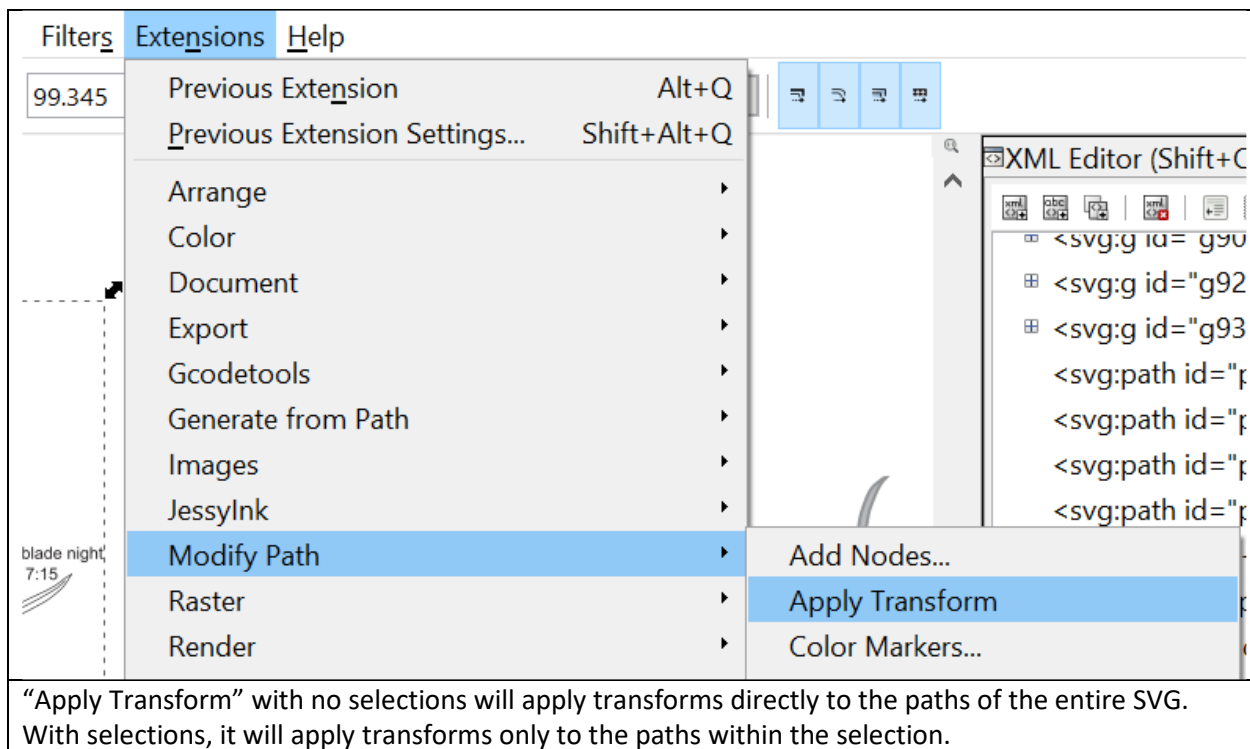 Filters Extensions Help
99.345
Previous Extension Alt+Q
Previous Extension Settings... Shift+Alt+Q
XML Editor (Shift+C
Arrange
Color
Document
Export
Gcodetools
Generate from Path
Images
JessyInk
Modify Path
Raster
Render
<svg:g id="g90
<svg:g id="g92
<svg:g id="g93
<svg:path id="p
<svg:path id="p
<svg:path id="p
<svg:path id="p
blade night
7:15
Add Nodes...
Apply Transform
Color Markers...
“Apply Transform” with no selections will apply transforms directly to the paths of the entire SVG.
With selections, it will apply transforms only to the paths within the selection.